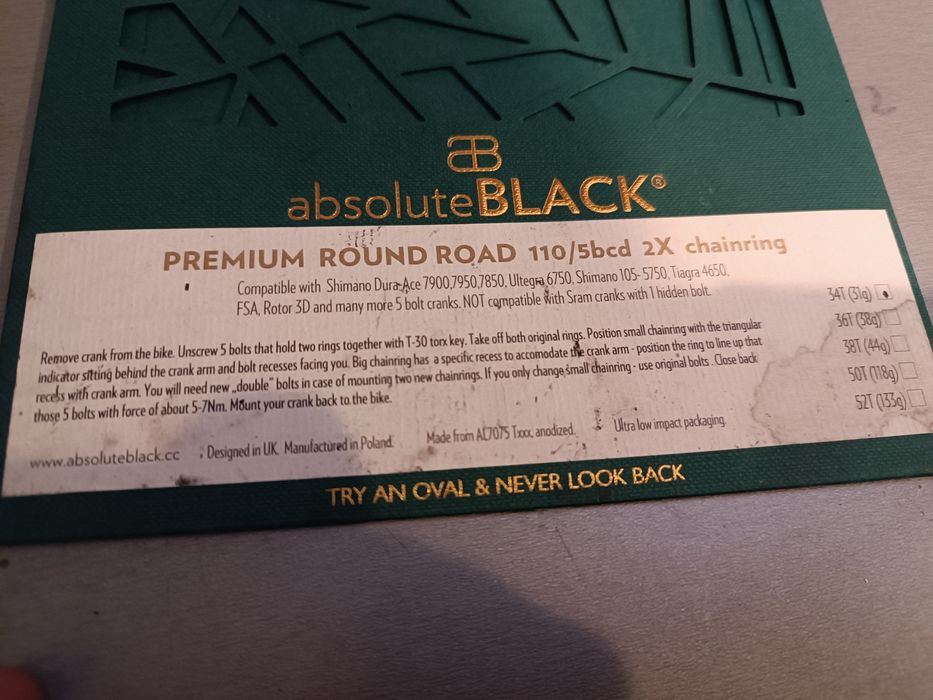 absoluteBLACK®
PREMIUM ROUND ROAD 110/5bcd 2X chainring
Compatible with Shimano Dura-Ace 7900,7950,7850, Ultegra 6750, Shimano 105- 5750, Tiagra 4650.
FSA, Rotor 3D and many more 5 bolt cranks. NOT compatible with Sram cranks with 1 hidden bolt.
34T (31g)
36T (38g)
38T (44g)
50T (118g)
52T (133g)
Remove crank from the bike. Unscrew 5 bolts that hold two rings together with T-30 torx key. Take off both original rings. Position small chainring with the triangular
indicator sitting behind the crank arm and bolt recesses facing you. Big chainring has a specific recess to accomodate the crank arm - position the ring to line up that
recess with crank arm. You will need new „double" bolts in case of mounting two new chainrings. If you only change small chainring - use original bolts . Close back
those 5 bolts with force of about 5-7Nm. Mount your crank back to the bike.
www.absoluteblack.cc Designed in UK. Manufactured in Poland. Made from AL7075 Txxx, anodized. Ultra low impact packaging.
TRY AN OVAL & NEVER LOOK BACK
2